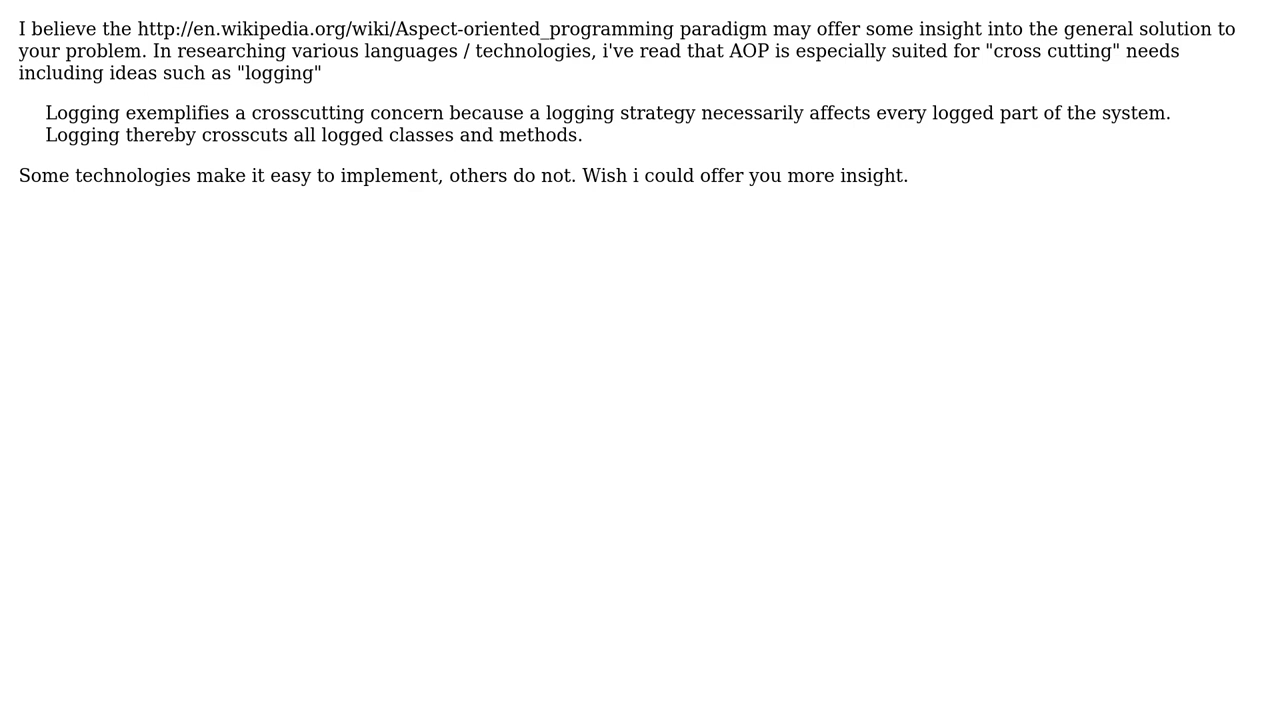 I believe the http://en.wikipedia.org/wiki/Aspect-oriented_programming paradigm may offer some insight into the general solution to
your problem. In researching various languages / technologies, i've read that AOP is especially suited for "cross cutting" needs
including ideas such as "logging"
Logging exemplifies a crosscutting concern because a logging strategy necessarily affects every logged part of the system.
Logging thereby crosscuts all logged classes and methods.
Some technologies make it easy to implement, others do not. Wish i could offer you more insight.